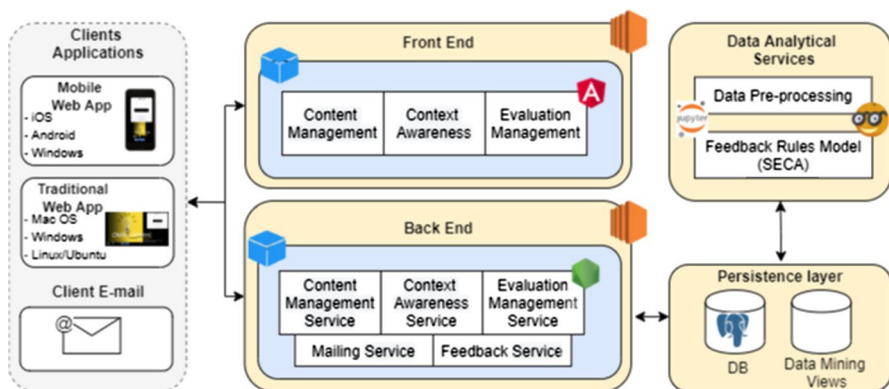 Clients
Applications
Mobile
Web App
- iOS
- Android
- Windows
Traditional
Web App
- Mac OS
- Windows
- Linux/Ubuntu
Client E-mail
@
Front End
Content
Management
Context
Awareness
Evaluation
Management
A
Back End
Content
Management
Service
Context
Awareness
Service
Evaluation
Management
Service
Mailing Service
Feedback Service
Data Analytical
Services
Data Pre-processing
jupyter
Feedback Rules Model
(SECA)
Persistence layer
DB
Data Mining
Views